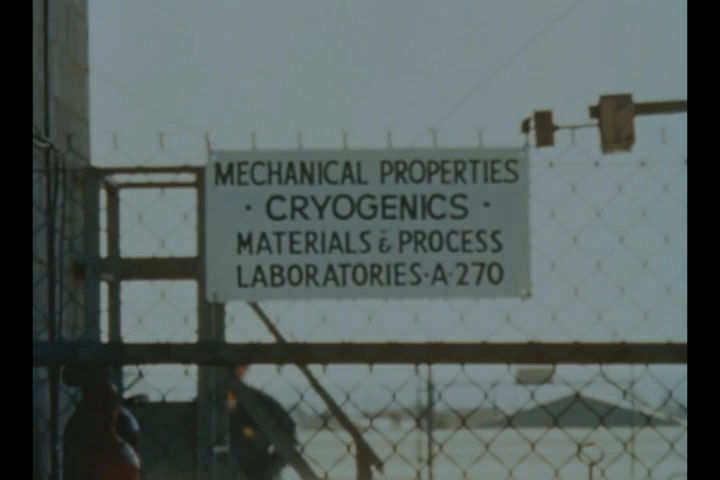 MECHANICAL PROPERTIES
· CRYOGENICS ·
MATERIALS & PROCESS
LABORATORIES·A·270